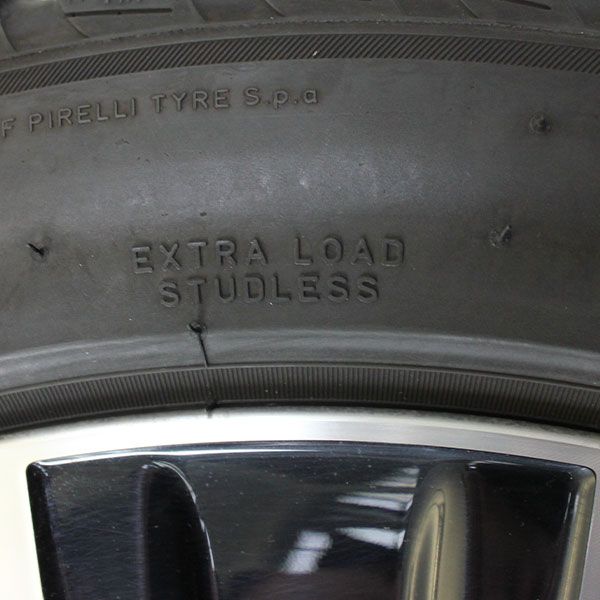 F PIRELLI TYRE S.p.a
EXTRA LOAD
STUDLESS